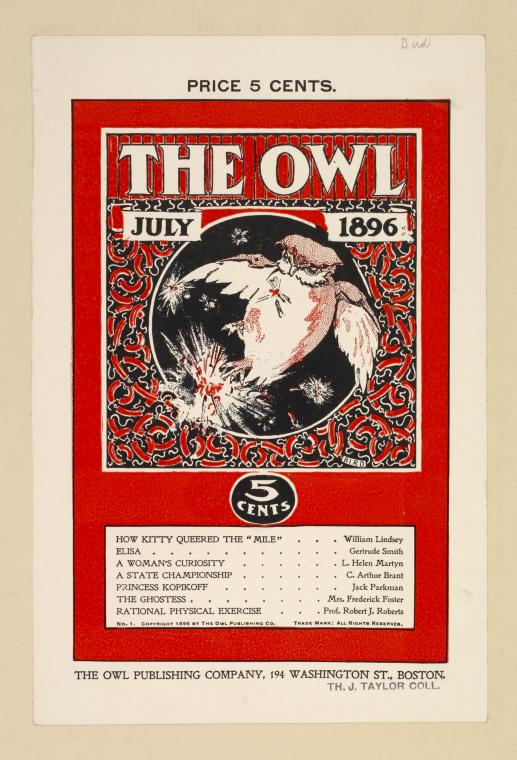 Bird
PRICE 5 CENTS.
THE OWL
JULY 1896
BIRD
5
CENTS
HOW KITTY QUEERED THE "MILE" . . . William Lindsey
ELISA . . . . . . . . . . Gertrude Smith
A WOMAN'S CURIOSITY . . . . . . L. Helen Martyn
A STATE CHAMPIONSHIP . . . . . C. Arthur Brant
PRINCESS KOPIKOFF . . . . . . Jack Parkman
THE GHOSTESS . . . . . . . Mrs. Frederick Foster
RATIONAL PHYSICAL EXERCISE . . . Prof. Robert J. Roberts
No. 1. COPYRIGHT 1896 BY THE OWL PUBLISHING CO. TRADE MARK: ALL RIGHTS RESERVED.
THE OWL PUBLISHING COMPANY, 194 WASHINGTON ST., BOSTON.
TH. J. TAYLOR COLL.